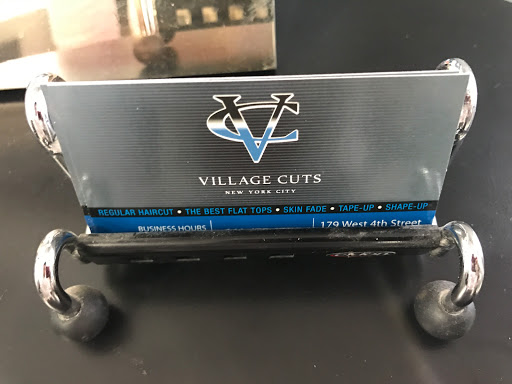 VC
VILLAGE CUTS
NEW YORK CITY
REGULAR HAIRCUT • THE BEST FLAT TOPS • SKIN FADE • TAPE-UP • SHAPE-UP
BUSINESS HOURS
179 West 4th Street